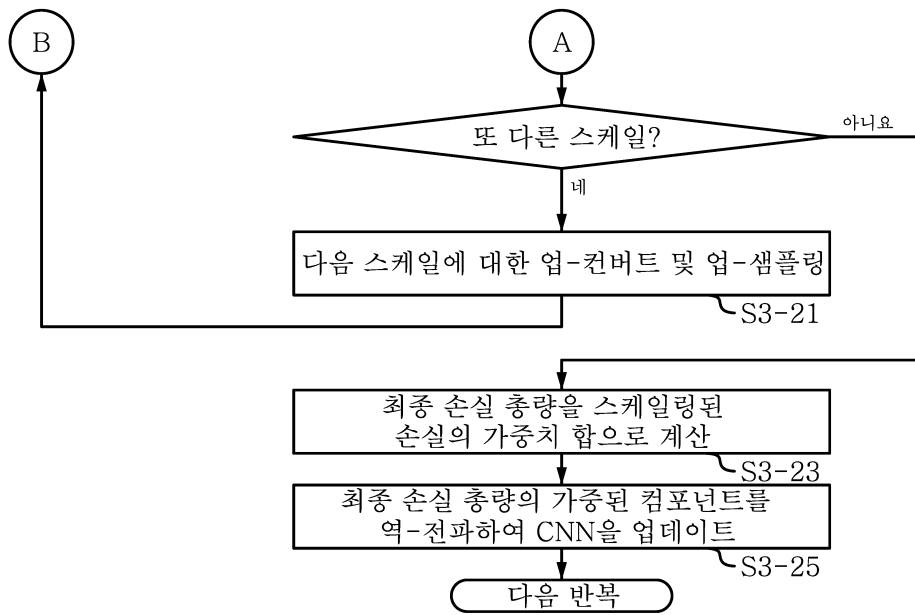 B
A
또 다른 스케일?
아니요
네
다음 스케일에 대한 업-컨버트 및 업-샘플링
S3-21
최종 손실 총량을 스케일링된
손실의 가중치 합으로 계산
S3-23
최종 손실 총량의 가중된 컴포넌트를
역-전파하여 CNN을 업데이트
S3-25
다음 반복